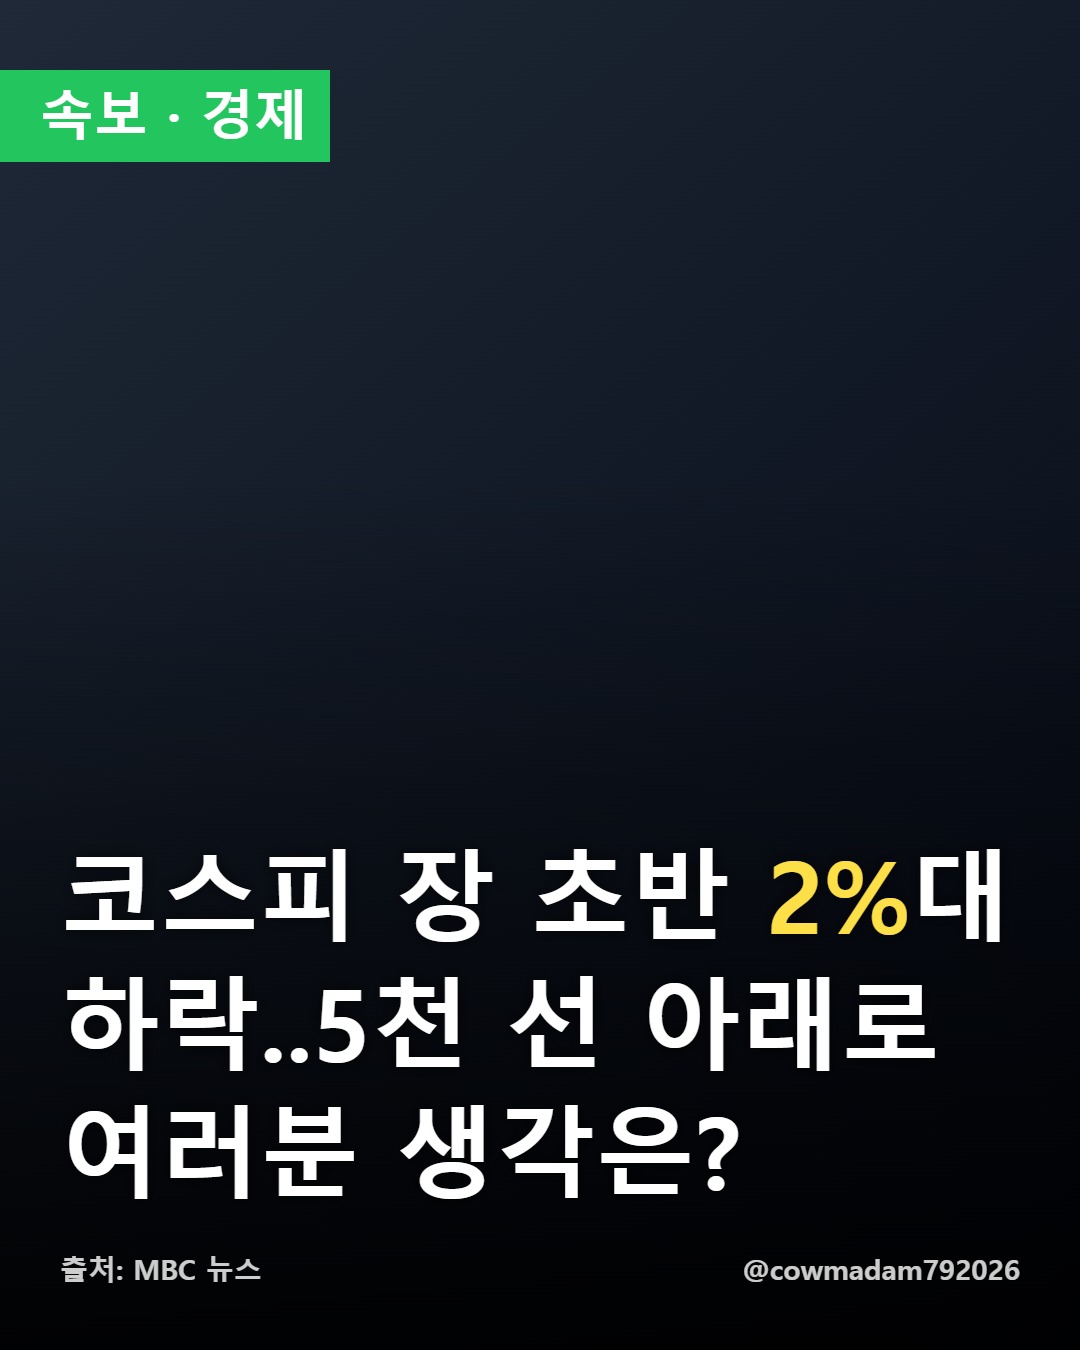 속보 · 경제
코스피 장 초반 2%대
하락..5천 선 아래로
여러분 생각은?
출처: MBC 뉴스
@cowmadam792026